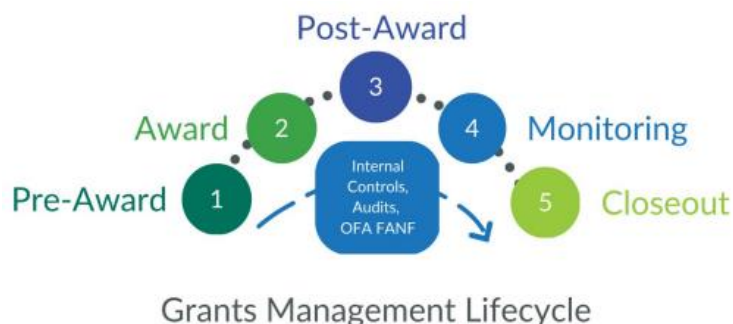 Post-Award
3
Award
2
4
Monitoring
Internal
Controls,
Audits,
OFA FANF
Pre-Award
1
5
Closeout
Grants Management Lifecycle